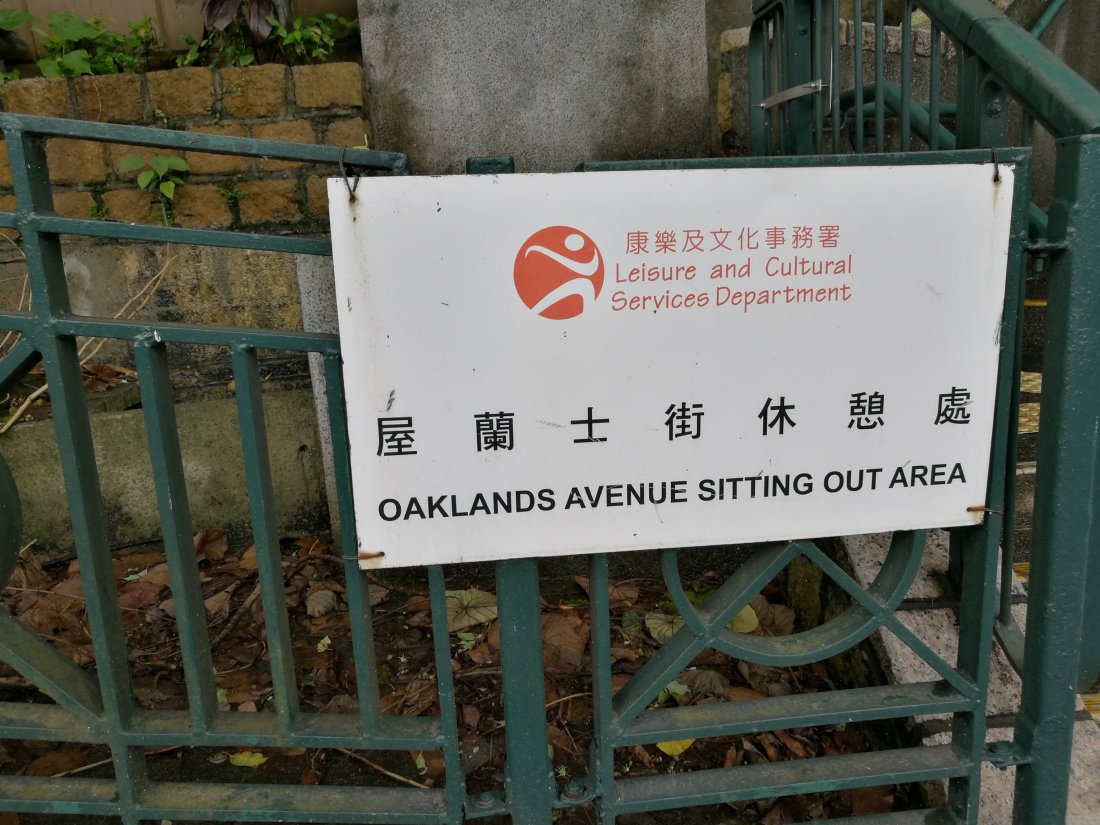 康樂及文化事務署
Leisure and Cultural
Services Department
屋蘭士街休憩處
OAKLANDS AVENUE SITTING OUT AREA